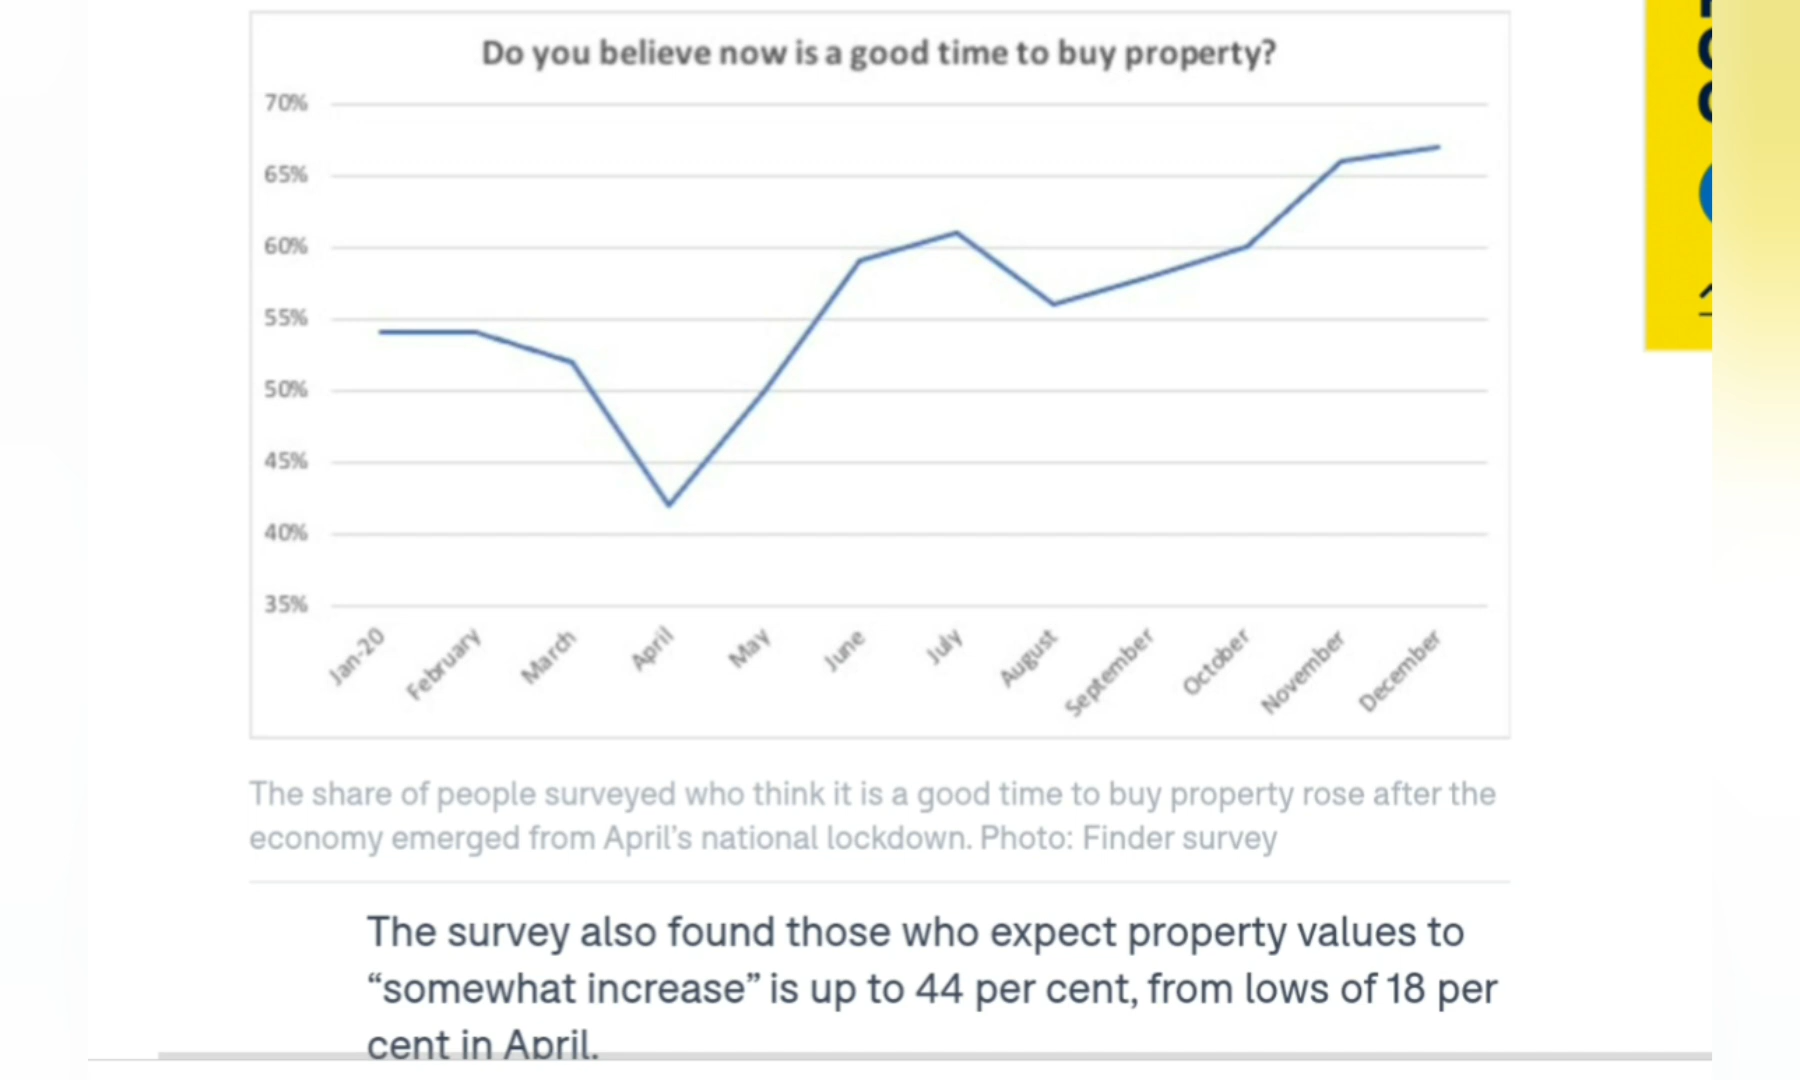 Do you believe now is a good time to buy property?
70%
65%
60%
55%
50%
45%
40%
35%
Jan-20
February
March
April
May
June
July
August
September
October
November
December
The share of people surveyed who think it is a good time to buy property rose after the
economy emerged from April's national lockdown. Photo: Finder survey
The survey also found those who expect property values to
“somewhat increase” is up to 44 per cent, from lows of 18 per
cent in April.